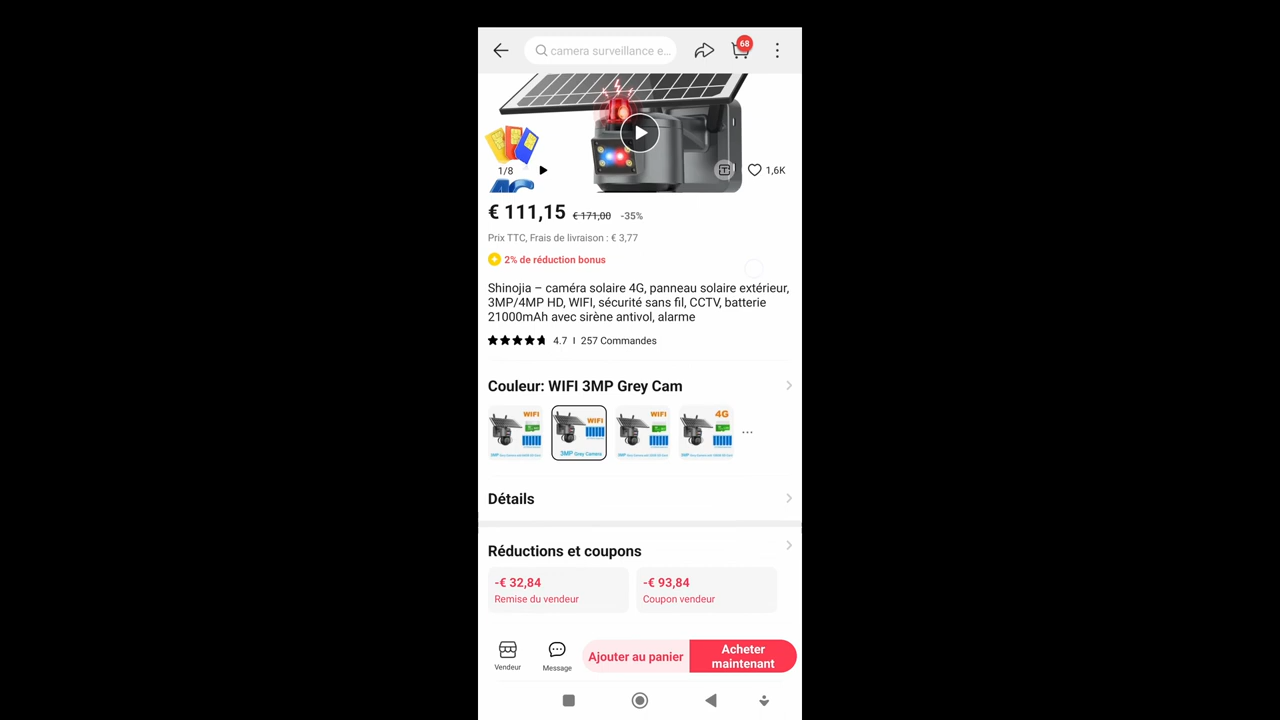 camera surveillance e...
68
1/8
4G
1,6K
€ 111,15 € 171,00 -35%
Prix TTC, Frais de livraison : € 3,77
2% de réduction bonus
Shinojia – caméra solaire 4G, panneau solaire extérieur,
3MP/4MP HD, WIFI, sécurité sans fil, CCTV, batterie
21000mAh avec sirène antivol, alarme
4.7 I 257 Commandes
Couleur: WIFI 3MP Grey Cam
WIFI WIFI WIFI 4G
3MP Grey Camera
...
Détails
Réductions et coupons
-€ 32,84 -€ 93,84
Remise du vendeur Coupon vendeur
Vendeur Message Ajouter au panier Acheter
maintenant